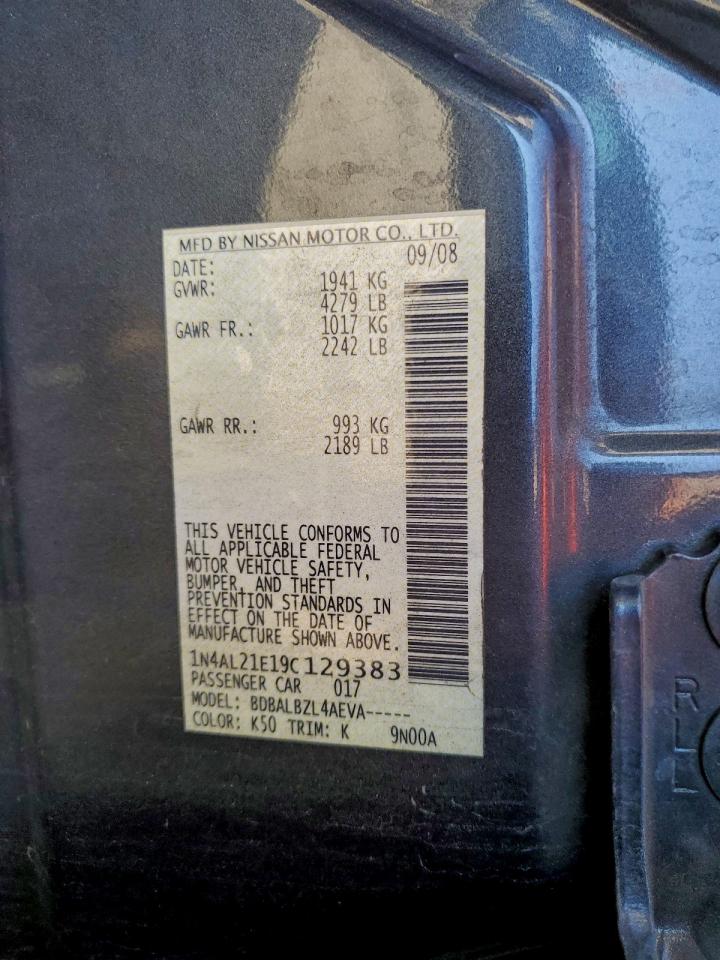 MFD BY NISSAN MOTOR CO., LTD.
DATE: 09/08
GVWR: 1941 KG
4279 LB
GAWR FR.: 1017 KG
2242 LB
GAWR RR.: 993 KG
2189 LB
THIS VEHICLE CONFORMS TO
ALL APPLICABLE FEDERAL
MOTOR VEHICLE SAFETY,
BUMPER, AND THEFT
PREVENTION STANDARDS IN
EFFECT ON THE DATE OF
MANUFACTURE SHOWN ABOVE.
1N4AL21E19C129383
PASSENGER CAR 017
MODEL: BDBALBZL4AEVA-----
COLOR: K50 TRIM: K 9N00A
RLL